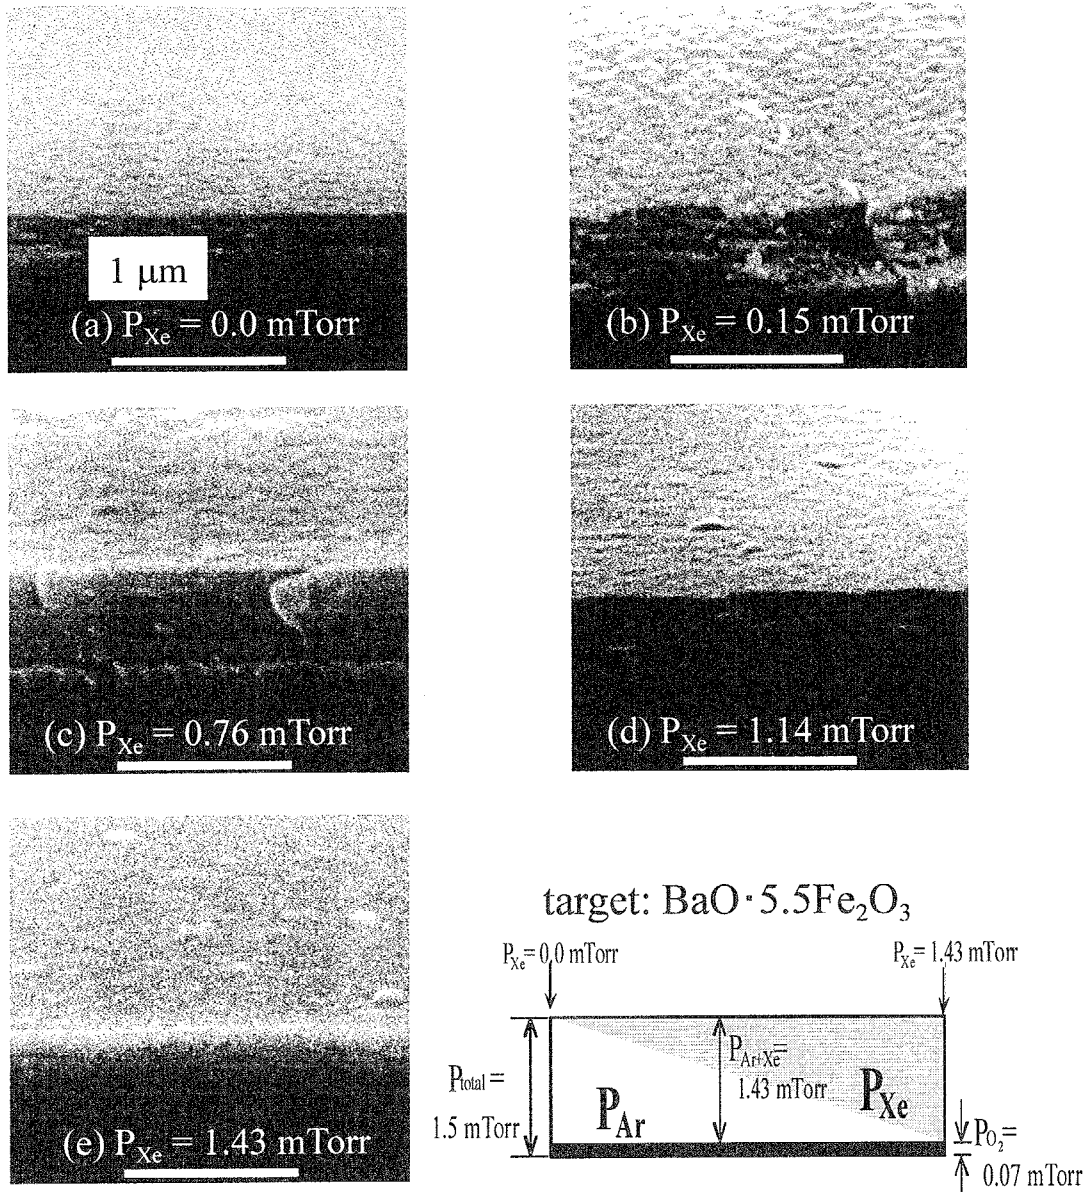 1 μm
(a) P_Xe = 0.0 mTorr
(b) P_Xe = 0.15 mTorr
(c) P_Xe = 0.76 mTorr
(d) P_Xe = 1.14 mTorr
(e) P_Xe = 1.43 mTorr
target: BaO·5.5Fe₂O₃
P_Xe= 0.0 mTorr
P_Xe= 1.43 mTorr
P_total =
1.5 mTorr
P_Ar+Xe=
1.43 mTorr
P_Ar
P_Xe
P_O₂=
0.07 mTorr